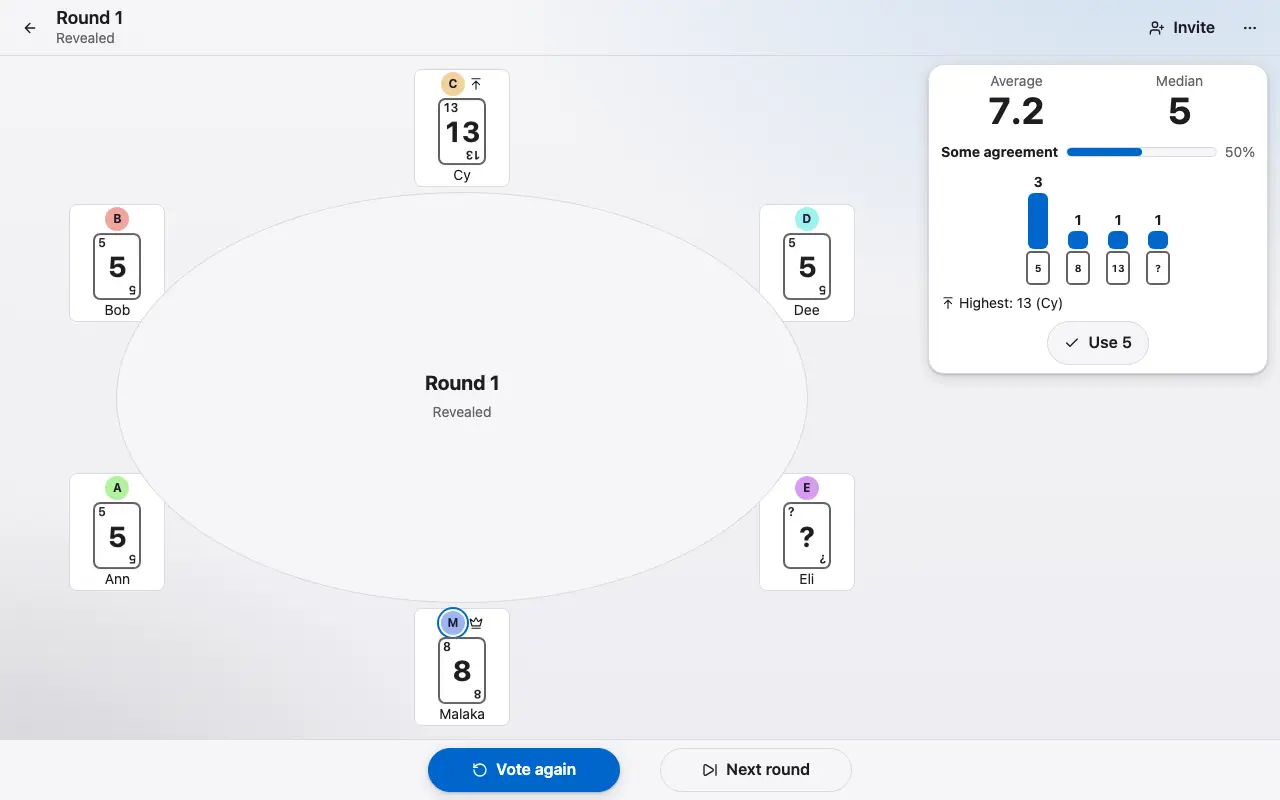 Round 1
Revealed
Invite
C
13
13
13
Cy
B
5
5
5
Bob
D
5
5
5
Dee
Round 1
Revealed
A
5
5
5
Ann
E
?
?
?
Eli
M
8
8
8
Malaka
Average
7.2
Median
5
Some agreement 50%
3 1 1 1
5 8 13 ?
Highest: 13 (Cy)
Use 5
Vote again
Next round